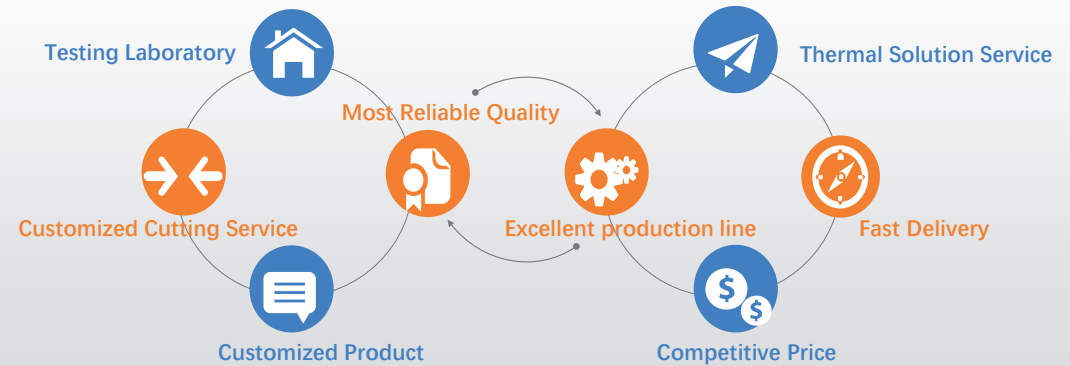 Testing Laboratory
Thermal Solution Service
Most Reliable Quality
Customized Cutting Service
Excellent production line
Fast Delivery
$
$
Customized Product
Competitive Price